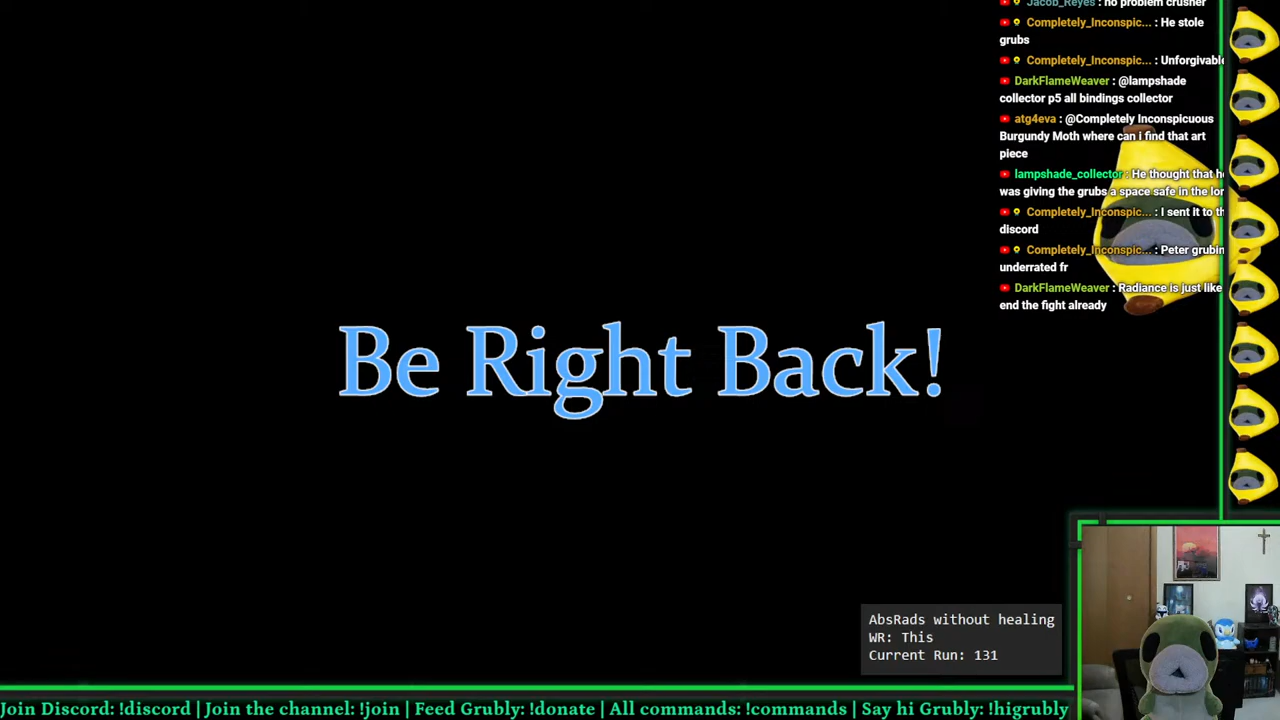 Jacob_Reyes : no problem crusher
Completely_Inconspic... : He stole
grubs
Completely_Inconspic... : Unforgivable
DarkFlameWeaver : @lampshade
collector p5 all bindings collector
atg4eva : @Completely Inconspicuous
Burgundy Moth where can i find that art
piece
lampshade_collector : He thought that he
was giving the grubs a space safe in the lor
Completely_Inconspic... : I sent it to th
discord
Completely_Inconspic... : Peter grubin
underrated fr
DarkFlameWeaver : Radiance is just like
end the fight already
Be Right Back!
AbsRads without healing
WR: This
Current Run: 131
Join Discord: !discord | Join the channel: !join | Feed Grubly: !donate | All commands: !commands | Say hi Grubly: !higrubly